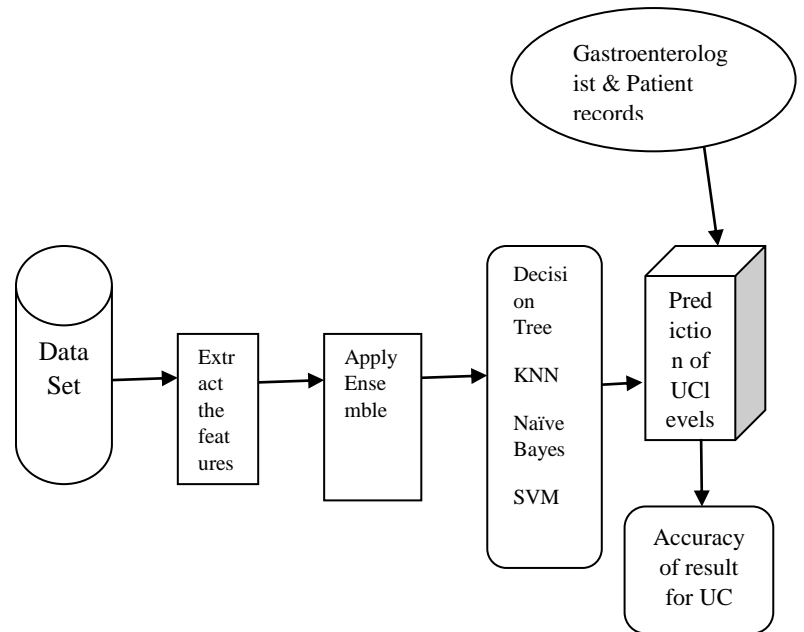 Gastroenterolog
ist & Patient
records
Data
Set
Extr
act
the
feat
ures
Apply
Ense
mble
Decisi
on
Tree
KNN
Naïve
Bayes
SVM
Pred
ictio
n of
UCl
evels
Accuracy
of result
for UC